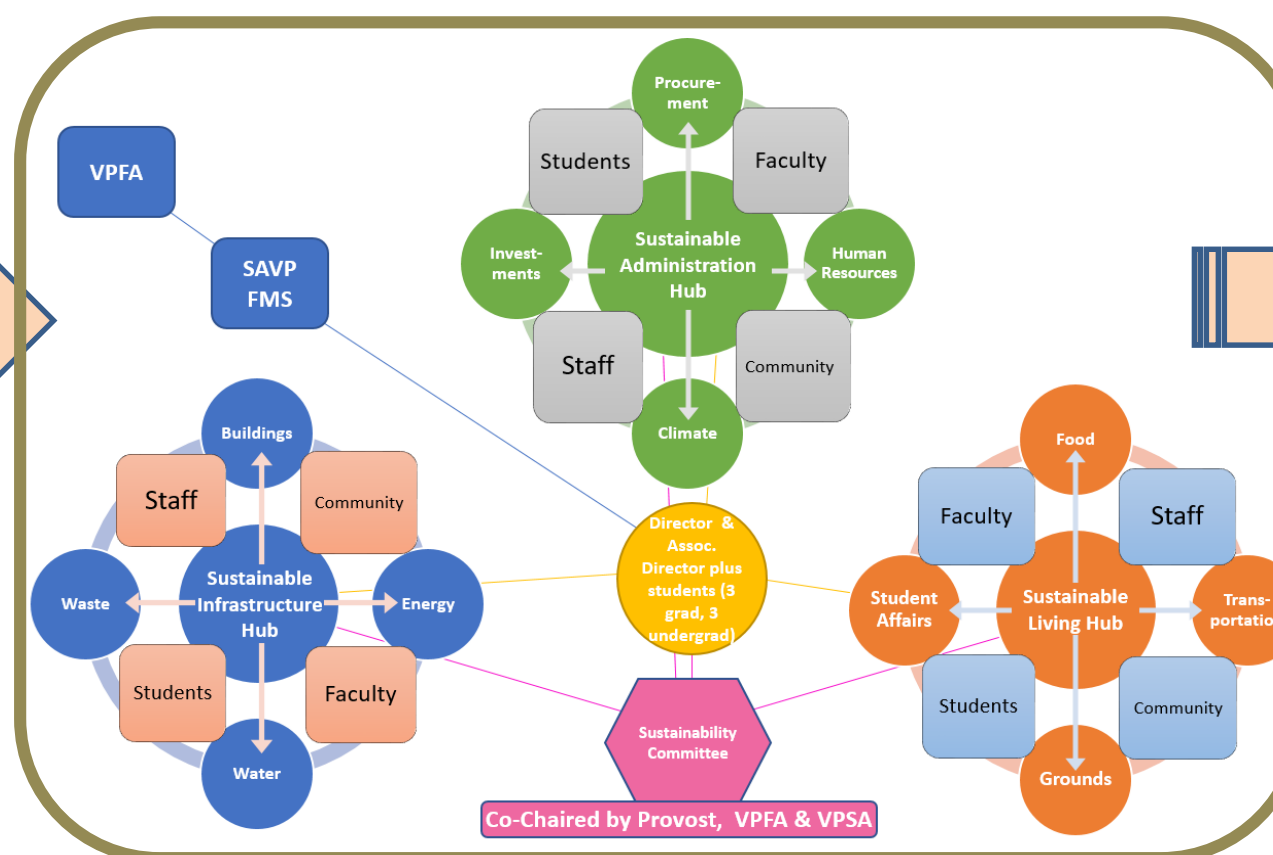 VPFA
SAVP
FMS
Procure-
ment
Students
Faculty
Invest-
ments
Sustainable
Administration
Hub
Human
Resources
Staff
Community
Climate
Buildings
Staff
Community
Waste
Sustainable
Infrastructure
Hub
Energy
Students
Faculty
Water
Director &
Assoc.
Director plus
students (3
grad, 3
undergrad)
Food
Faculty
Staff
Student
Affairs
Sustainable
Living Hub
Trans-
portatio
Students
Community
Grounds
Sustainability
Committee
Co-Chaired by Provost, VPFA & VPSA